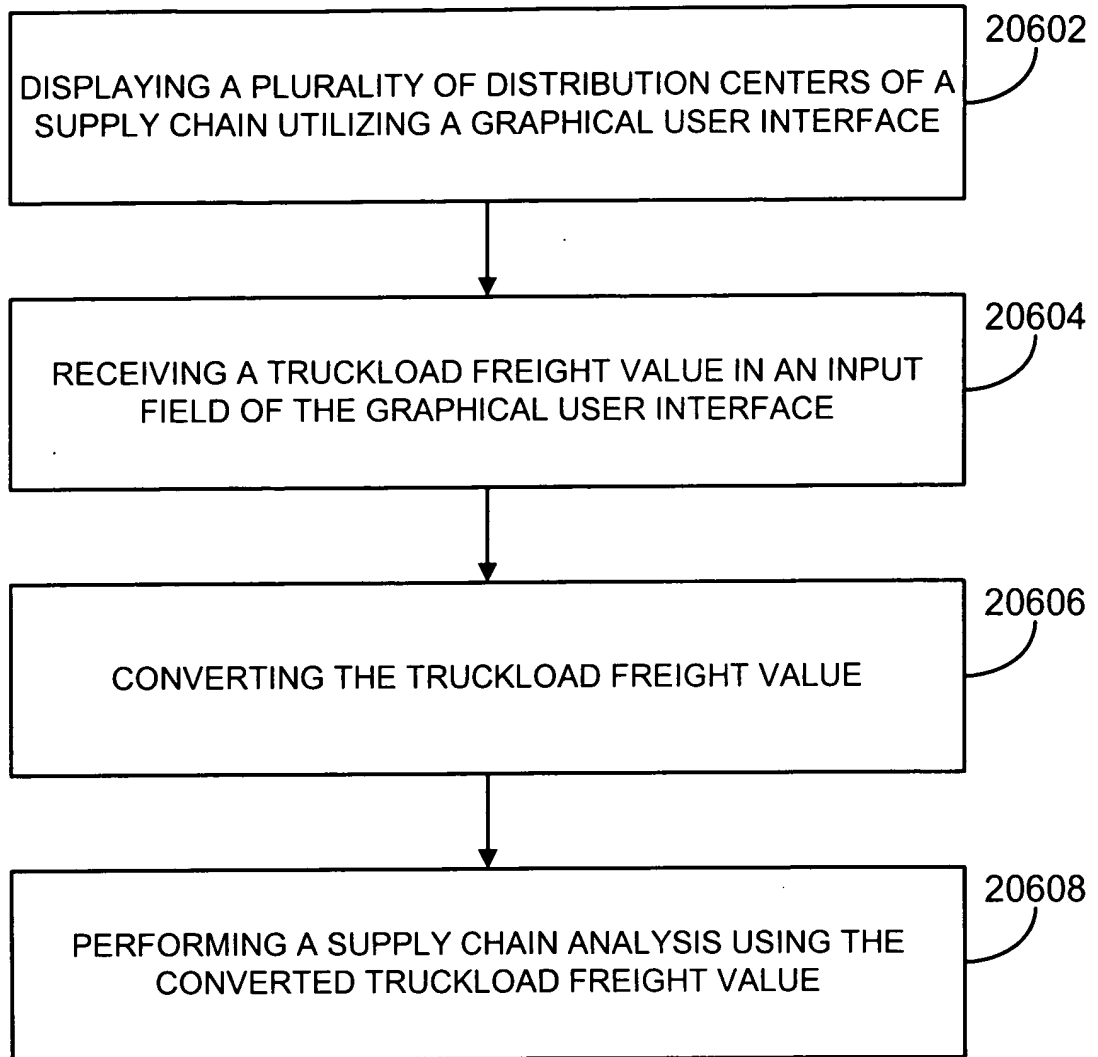 20602
DISPLAYING A PLURALITY OF DISTRIBUTION CENTERS OF A
SUPPLY CHAIN UTILIZING A GRAPHICAL USER INTERFACE
20604
RECEIVING A TRUCKLOAD FREIGHT VALUE IN AN INPUT
FIELD OF THE GRAPHICAL USER INTERFACE
20606
CONVERTING THE TRUCKLOAD FREIGHT VALUE
20608
PERFORMING A SUPPLY CHAIN ANALYSIS USING THE
CONVERTED TRUCKLOAD FREIGHT VALUE